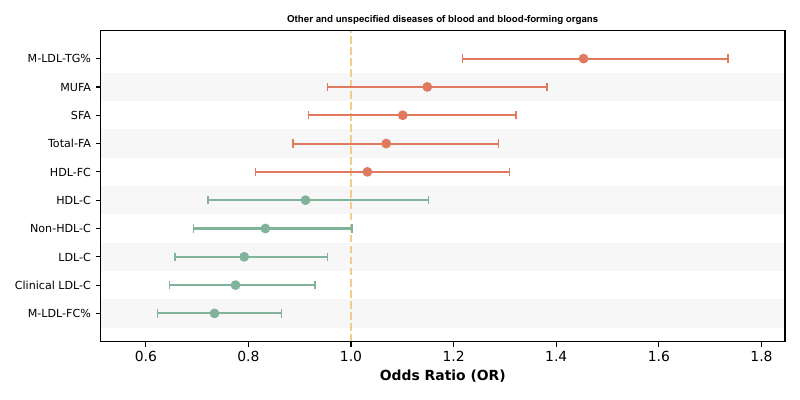 Other and unspecified diseases of blood and blood-forming organs
M-LDL-TG%
MUFA
SFA
Total-FA
HDL-FC
HDL-C
Non-HDL-C
LDL-C
Clinical LDL-C
M-LDL-FC%
0.6 0.8 1.0 1.2 1.4 1.6 1.8
Odds Ratio (OR)